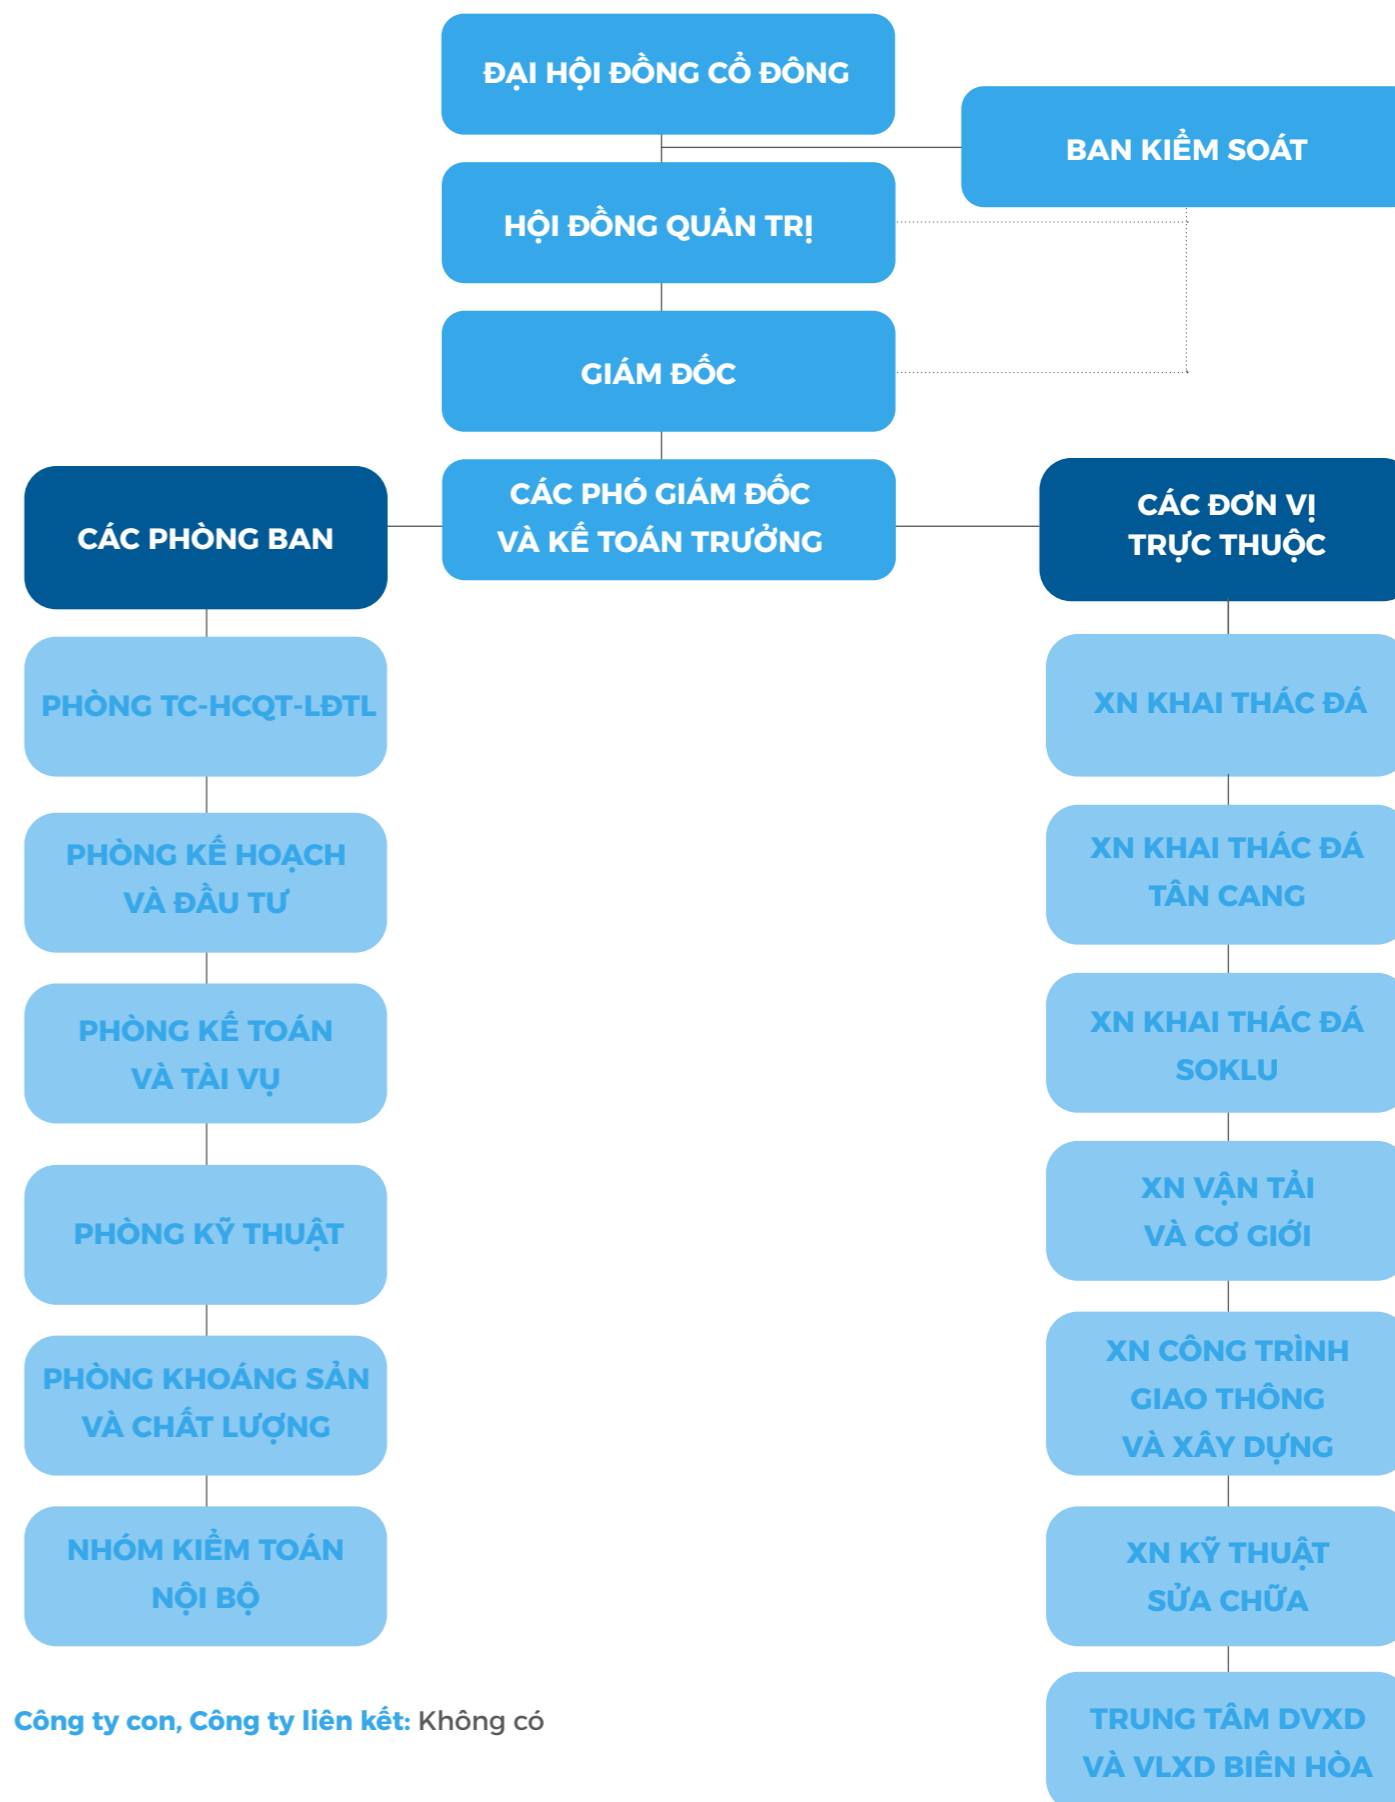 ĐẠI HỘI ĐỒNG CỔ ĐÔNG
BAN KIỂM SOÁT
HỘI ĐỒNG QUẢN TRỊ
GIÁM ĐỐC
CÁC PHÓ GIÁM ĐỐC
VÀ KẾ TOÁN TRƯỞNG
CÁC PHÒNG BAN
PHÒNG TC-HCQT-LĐTL
PHÒNG KẾ HOẠCH
VÀ ĐẦU TƯ
PHÒNG KẾ TOÁN
VÀ TÀI VỤ
PHÒNG KỸ THUẬT
PHÒNG KHOÁNG SẢN
VÀ CHẤT LƯỢNG
NHÓM KIỂM TOÁN
NỘI BỘ
CÁC ĐƠN VỊ
TRỰC THUỘC
XN KHAI THÁC ĐÁ
XN KHAI THÁC ĐÁ
TÂN CANG
XN KHAI THÁC ĐÁ
SOKLU
XN VẬN TẢI
VÀ CƠ GIỚI
XN CÔNG TRÌNH
GIAO THÔNG
VÀ XÂY DỰNG
XN KỸ THUẬT
SỬA CHỮA
TRUNG TÂM DVXD
VÀ VLXD BIÊN HÒA
Công ty con, Công ty liên kết: Không có